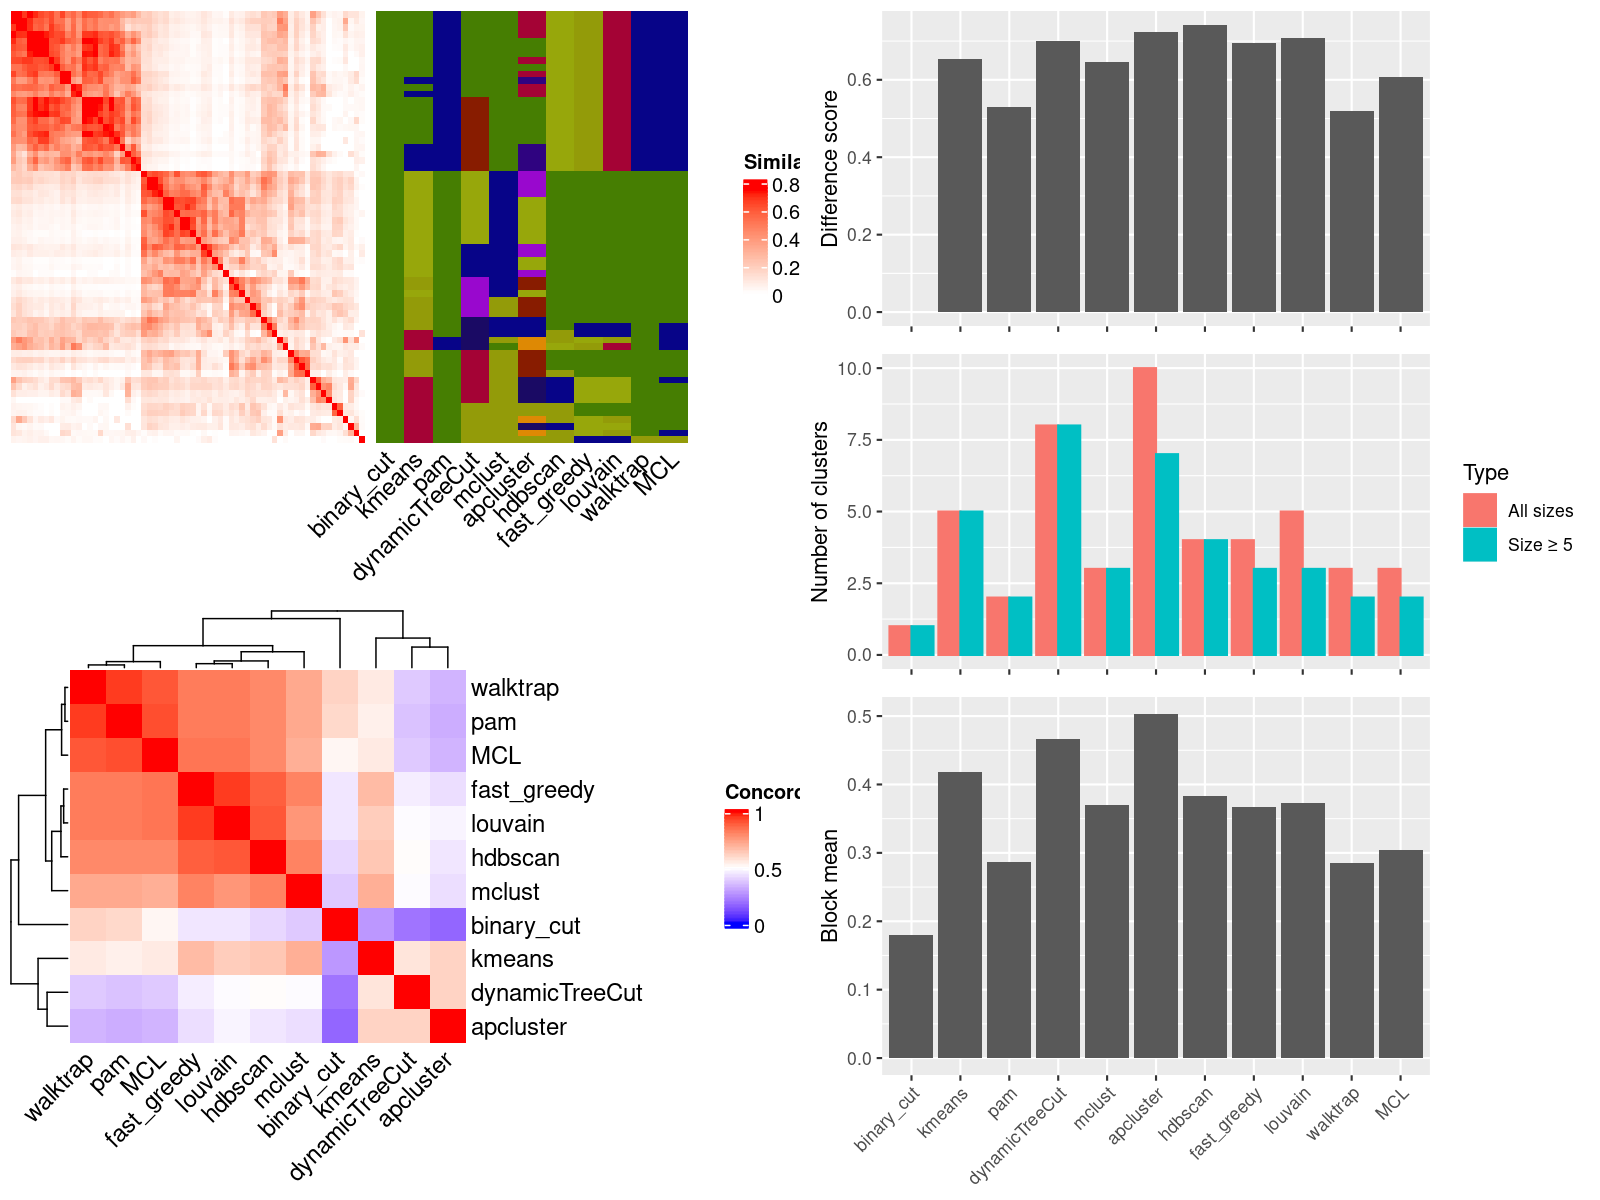 Simila
0.8
0.6
0.4
0.2
0
binary_cut
kmeans
pam
dynamicTreeCut
mclust
apcluster
hdbscan
fast_greedy
louvain
walktrap
MCL
walktrap
pam
MCL
fast_greedy
louvain
hdbscan
mclust
binary_cut
kmeans
dynamicTreeCut
apcluster
walktrap
pam
MCL
fast_greedy
louvain
hdbscan
mclust
binary_cut
kmeans
dynamicTreeCut
apcluster
Concord
1
0.5
0
Difference score
0.6
0.4
0.2
0.0
Number of clusters
10.0
7.5
5.0
2.5
0.0
Type
All sizes
Size ≥ 5
Block mean
0.5
0.4
0.3
0.2
0.1
0.0
binary_cut
kmeans
pam
dynamicTreeCut
mclust
apcluster
hdbscan
fast_greedy
louvain
walktrap
MCL